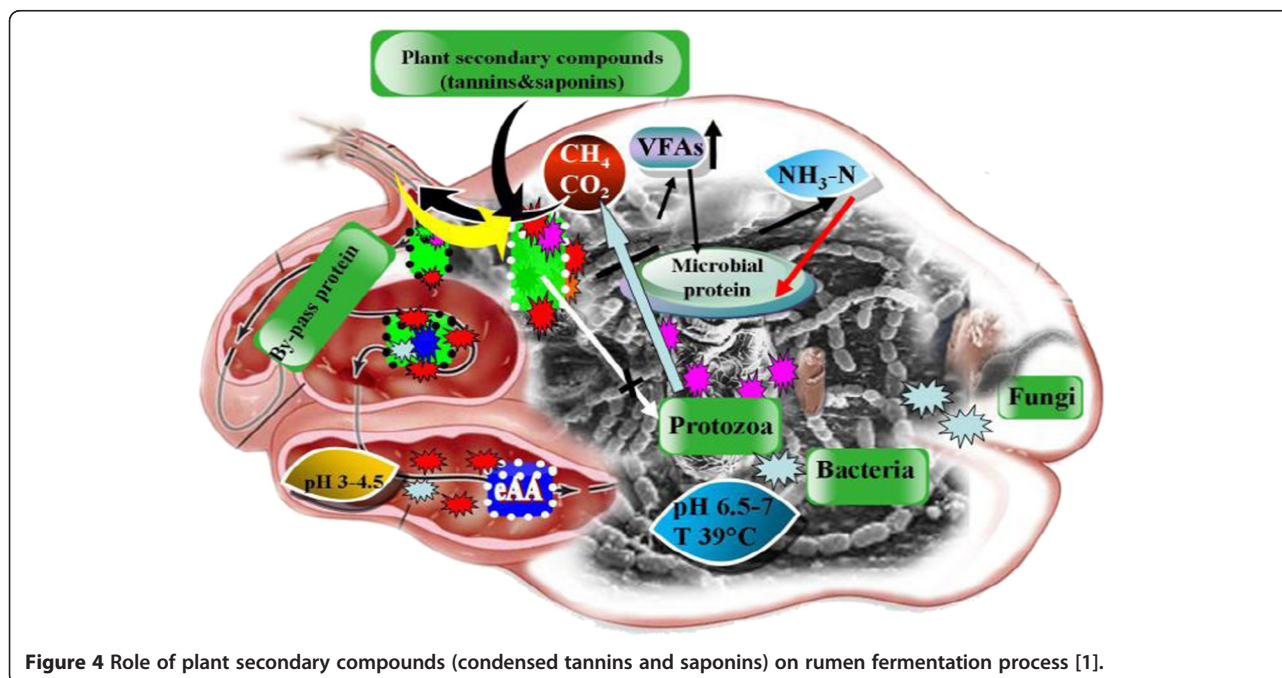 Plant secondary compounds
(tannins&saponins)
CH4
CO2
VFAs
NH3-N
By-pass protein
Microbial
protein
Fungi
Protozoa
Bacteria
pH 3-4.5
eAA
pH 6.5-7
T 39°C
Figure 4 Role of plant secondary compounds (condensed tannins and saponins) on rumen fermentation process [1].